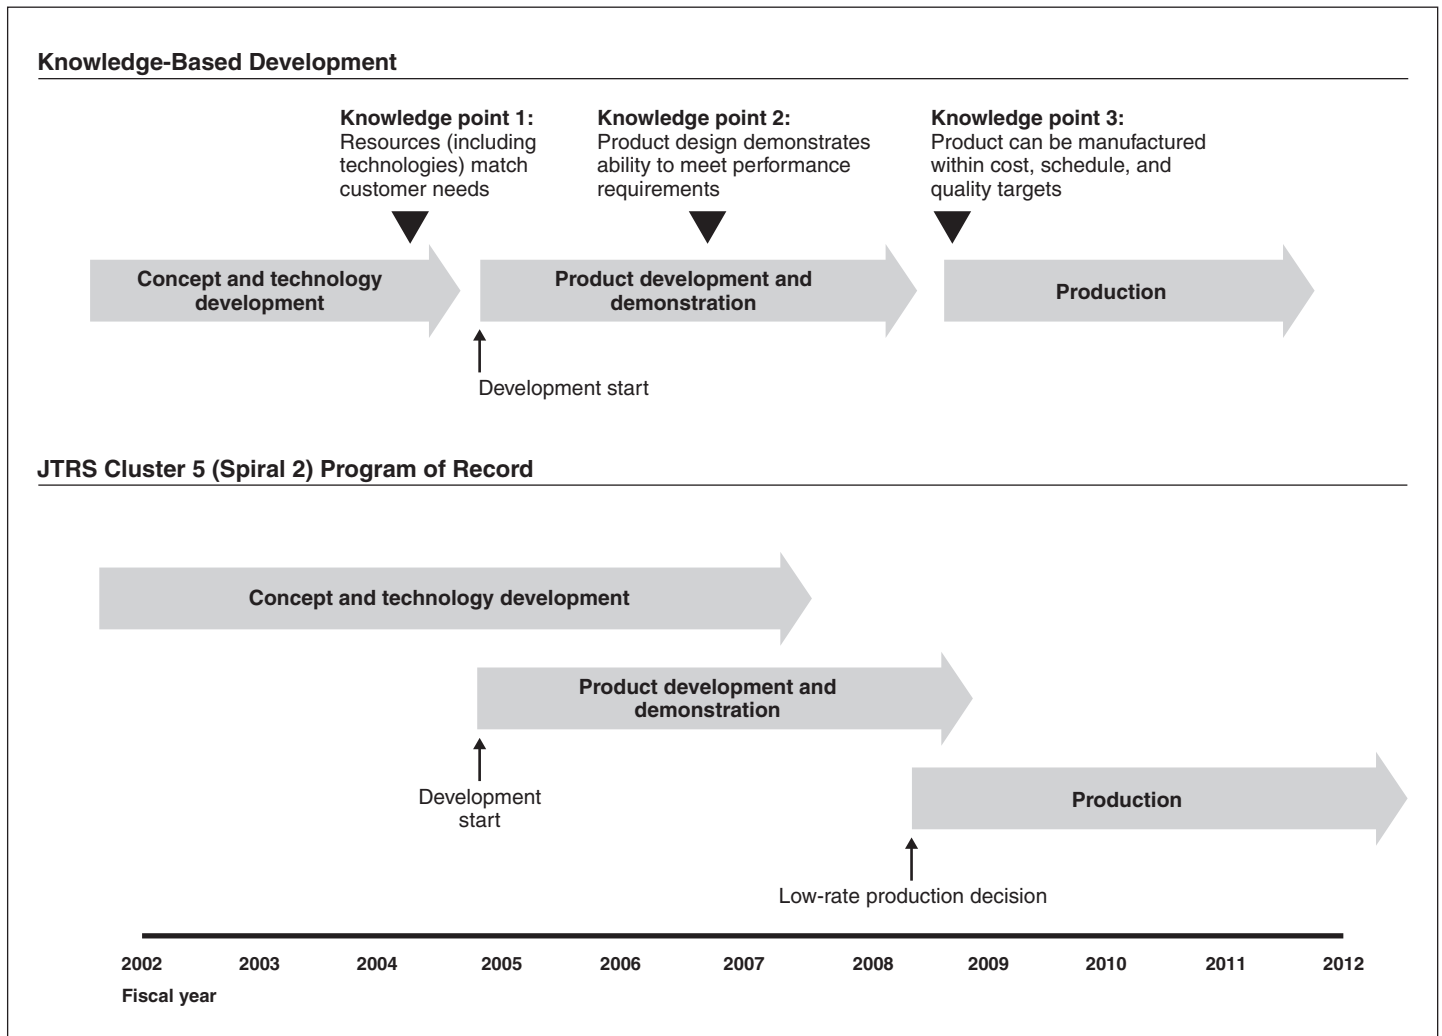 Knowledge-Based Development
Knowledge point 1:
Resources (including
technologies) match
customer needs
Knowledge point 2:
Product design demonstrates
ability to meet performance
requirements
Knowledge point 3:
Product can be manufactured
within cost, schedule, and
quality targets
Concept and technology
development
Product development and
demonstration
Production
Development start
JTRS Cluster 5 (Spiral 2) Program of Record
Concept and technology development
Product development and
demonstration
Development
start
Production
Low-rate production decision
2002 2003 2004 2005 2006 2007 2008 2009 2010 2011 2012
Fiscal year